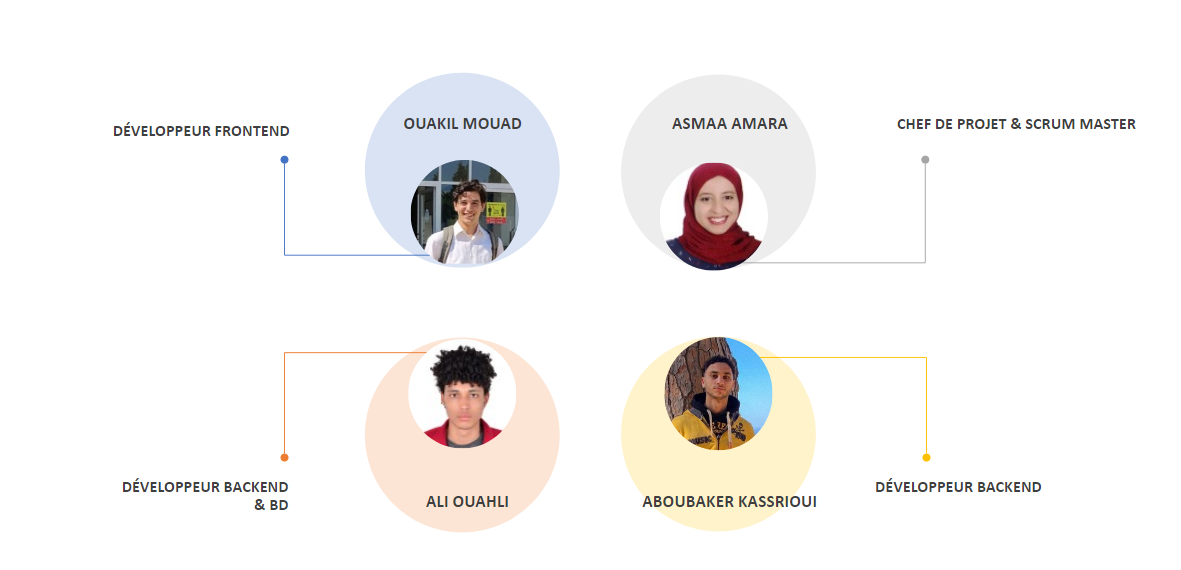 DÉVELOPPEUR FRONTEND
OUAKIL MOUAD
ASMAA AMARA
CHEF DE PROJET & SCRUM MASTER
DÉVELOPPEUR BACKEND
& BD
ALI OUAHLI
ABOUBAKER KASSRIOUI
DÉVELOPPEUR BACKEND